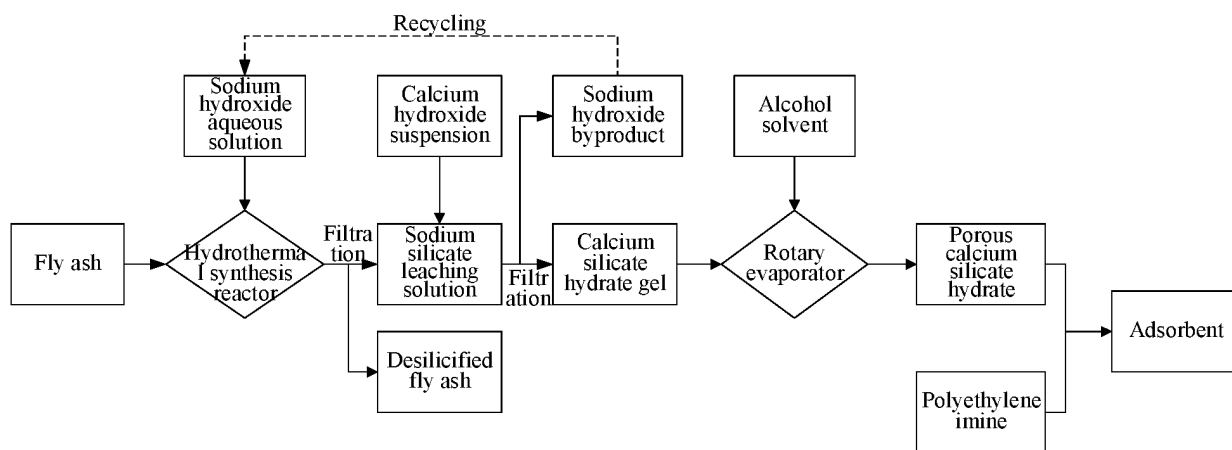 Recycling
Sodium
hydroxide
aqueous
solution
Calcium
hydroxide
suspension
Sodium
hydroxide
byproduct
Alcohol
solvent
Fly ash
Hydrotherma
l synthesis
reactor
Filtra
tion
Sodium
silicate
leaching
solution
Filtr
ation
Calcium
silicate
hydrate gel
Rotary
evaporator
Porous
calcium
silicate
hydrate
Adsorbent
Desilicified
fly ash
Polyethylene
imine